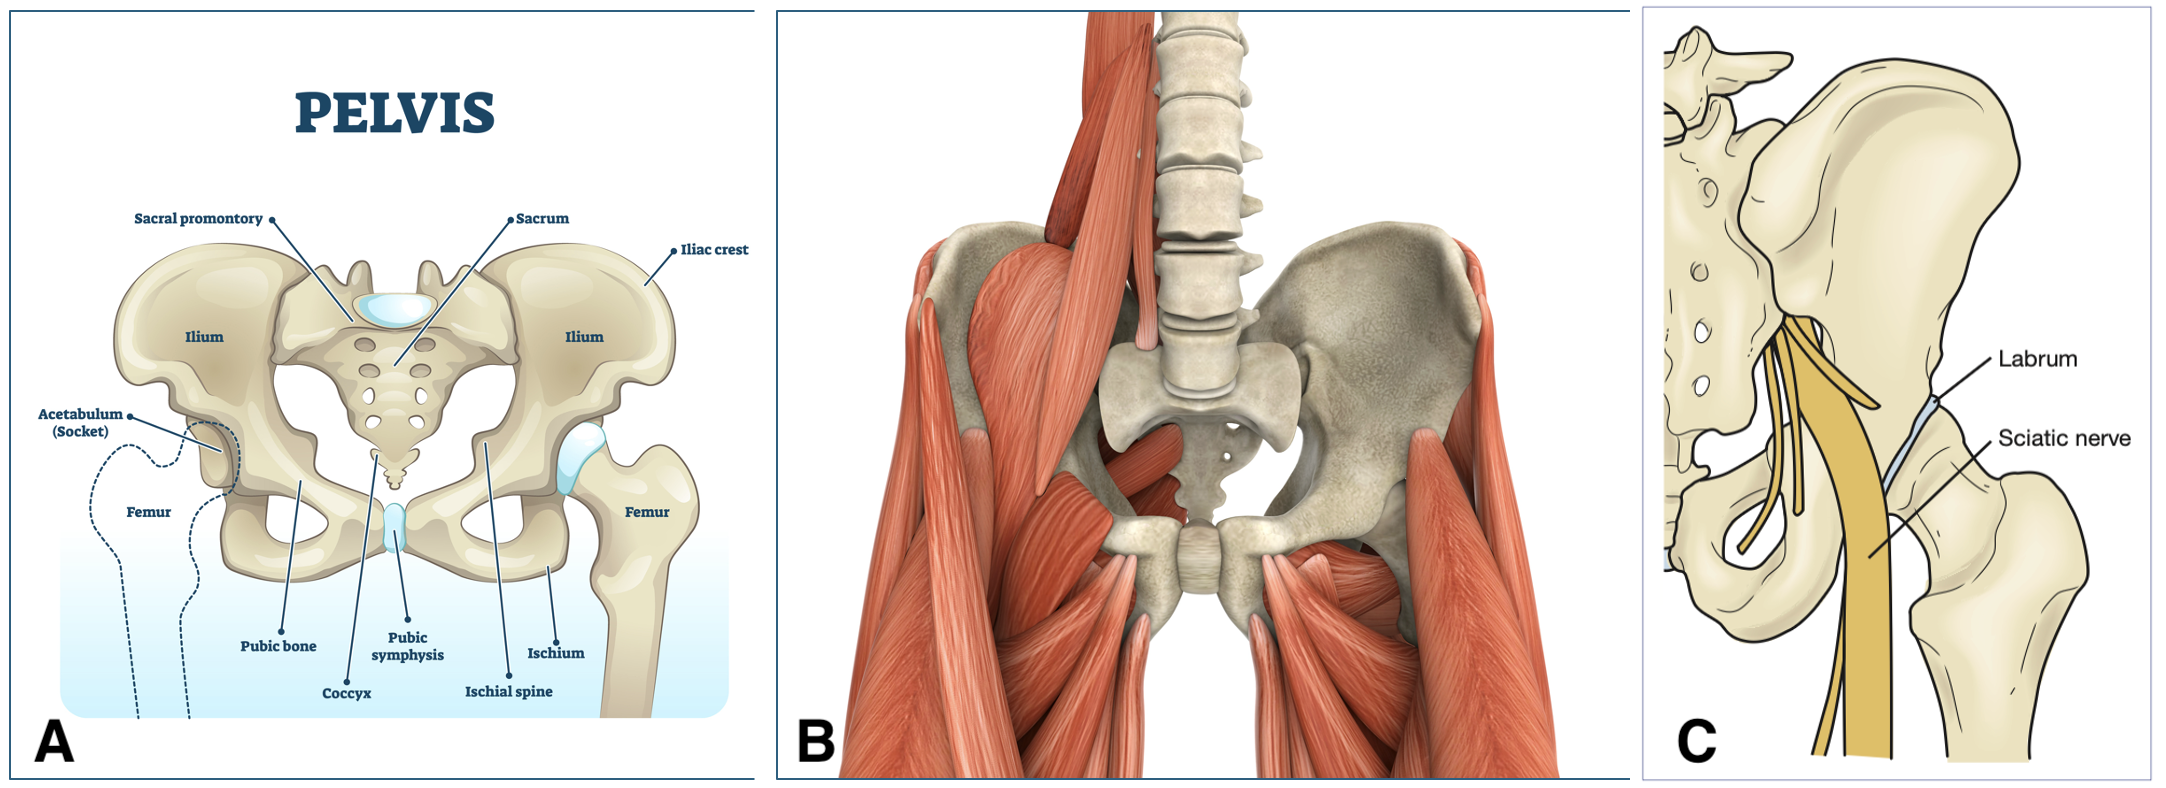 PELVIS
Sacral promontory
Sacrum
Iliac crest
Ilium
Ilium
Acetabulum
(Socket)
Femur
Femur
Pubic bone
Pubic
symphysis
Ischium
Coccyx
Ischial spine
A
B
Labrum
Sciatic nerve
C